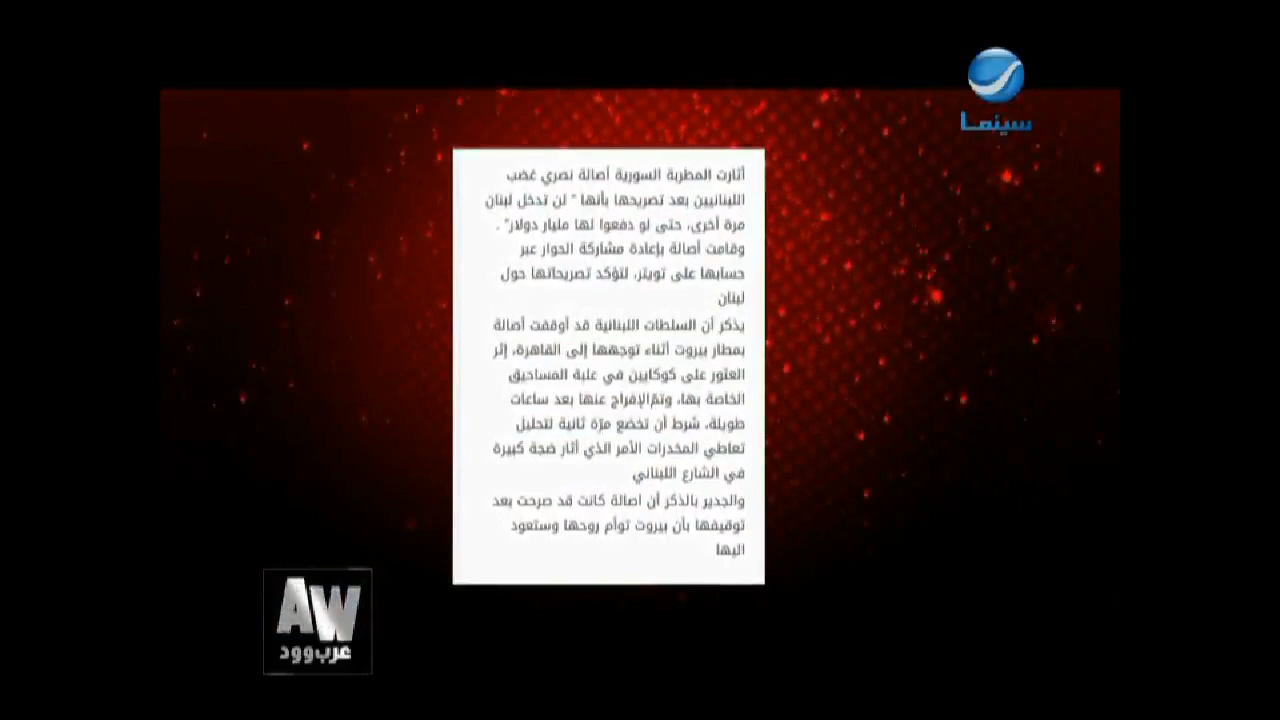 سينما
أثارت المطربة السورية أصالة نصري غضب
اللبنانيين بعد تصريحها بأنها " لن تدخل لبنان
مرة أخرى، حتى لو دفعوا لها مليار دولار" .
وقامت أصالة بإعادة مشاركة الحوار عبر
حسابها على تويتر، لتؤكد تصريحاتها حول
لبنان
يذكر أن السلطات اللبنانية قد أوقفت أصالة
بمطار بيروت أثناء توجهها إلى القاهرة، إثر
العثور على كوكايين في علبة المساحيق
الخاصة بها، وتم الإفراج عنها بعد ساعات
طويلة، شرط أن تخضع مرّة ثانية لتحليل
تعاطي المخدرات الأمر الذي أثار ضجة كبيرة
في الشارع اللبناني
والجدير بالذكر أن اصالة كانت قد صرحت بعد
توقيفها بأن بيروت توأم روحها وستعود
اليها
AW
عرب وود